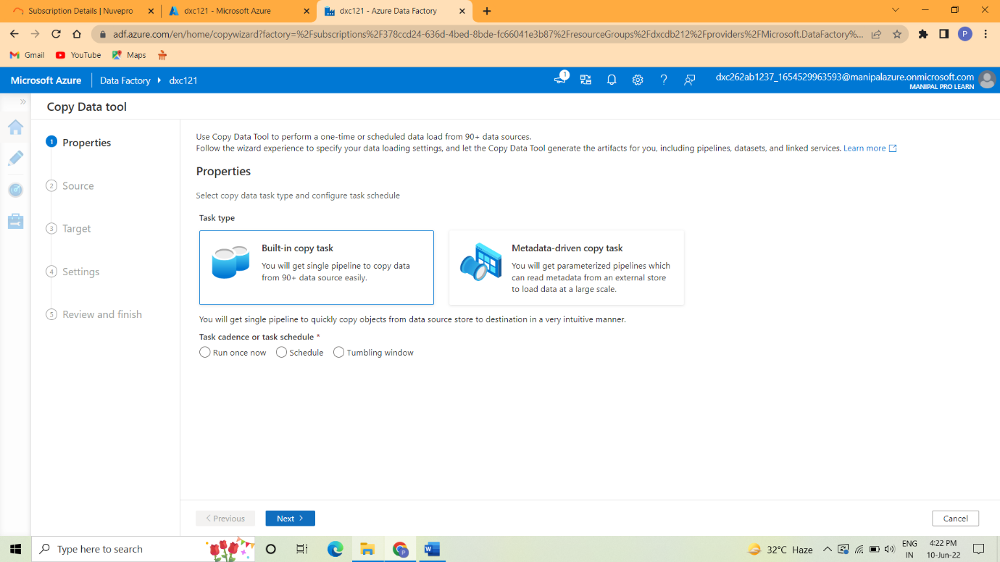 Subscription Details | Nuvepro
dxc121 - Microsoft Azure
dxc121 - Azure Data Factory
adf.azure.com/en/home/copywizard?factory=%2Fsubscriptions%2F378ccd24-636d-4bed-8bde-fc66041e3b87%2FresourceGroups%2Fdxcdb212%2Fproviders%2FMicrosoft.DataFactory%...
P
Gmail
YouTube
Maps
Microsoft Azure
Data Factory
dxc121
1
dxc262ab1237_1654529963593@manipalazure.onmicrosoft.com
MANIPAL PRO LEARN
Copy Data tool
1 Properties
2 Source
3 Target
4 Settings
5 Review and finish
Use Copy Data Tool to perform a one-time or scheduled data load from 90+ data sources.
Follow the wizard experience to specify your data loading settings, and let the Copy Data Tool generate the artifacts for you, including pipelines, datasets, and linked services. Learn more
Properties
Select copy data task type and configure task schedule
Task type
Built-in copy task
You will get single pipeline to copy data
from 90+ data source easily.
Metadata-driven copy task
You will get parameterized pipelines which
can read metadata from an external store
to load data at a large scale.
You will get single pipeline to quickly copy objects from data source store to destination in a very intuitive manner.
Task cadence or task schedule *
Run once now Schedule Tumbling window
< Previous
Next >
Cancel
Type here to search
P
W
32°C Haze
ENG
IN
4:22 PM
10-Jun-22